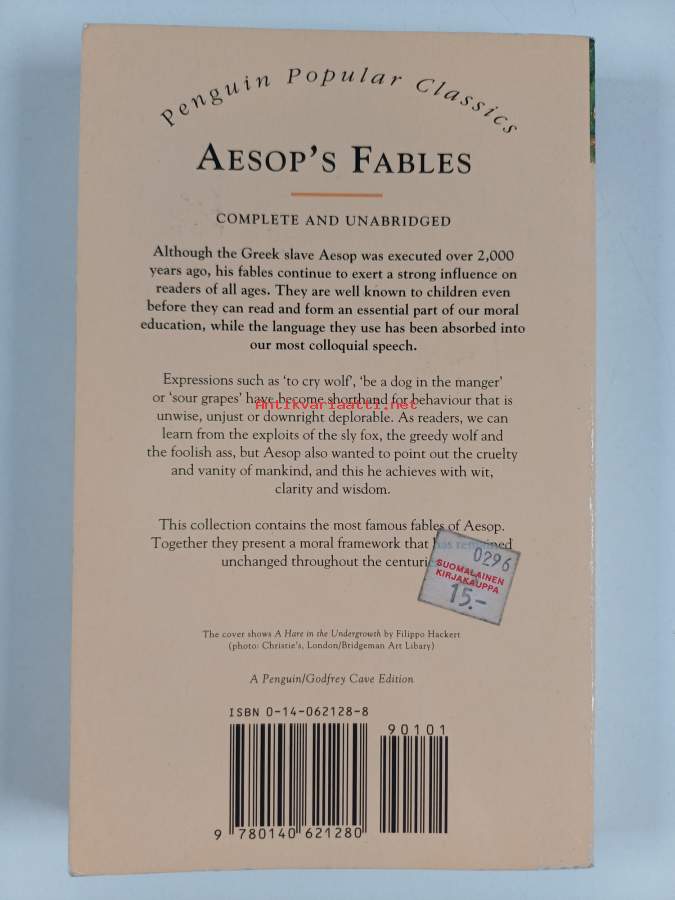 Penguin Popular Classics
AESOP'S FABLES
COMPLETE AND UNABRIDGED
Although the Greek slave Aesop was executed over 2,000
years ago, his fables continue to exert a strong influence on
readers of all ages. They are well known to children even
before they can read and form an essential part of our moral
education, while the language they use has been absorbed into
our most colloquial speech.
Expressions such as 'to cry wolf', 'be a dog in the manger'
or 'sour grapes' have become shorthand for behaviour that is
Antikvariaatti.net
unwise, unjust or downright deplorable. As readers, we can
learn from the exploits of the sly fox, the greedy wolf and
the foolish ass, but Aesop also wanted to point out the cruelty
and vanity of mankind, and this he achieves with wit,
clarity and wisdom.
This collection contains the most famous fables of Aesop.
Together they present a moral framework that has remained
unchanged throughout the centuri
0296
SUOMALAINEN
KIRJAKAUPPA
15.-
The cover shows A Hare in the Undergrowth by Filippo Hackert
(photo: Christie's, London/Bridgeman Art Libary)
A Penguin/Godfrey Cave Edition
ISBN 0-14-062128-8
90101
9 780140 621280